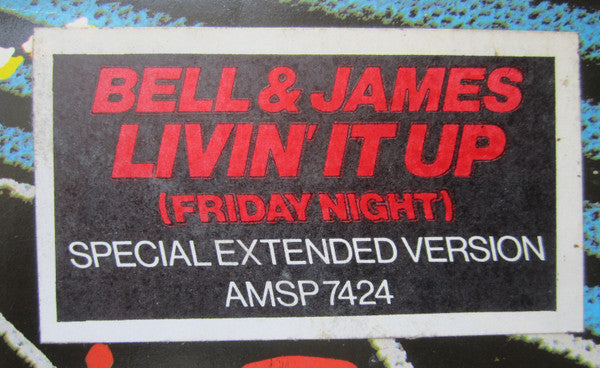 BELL & JAMES
LIVIN' IT UP
(FRIDAY NIGHT)
SPECIAL EXTENDED VERSION
AMSP 7424